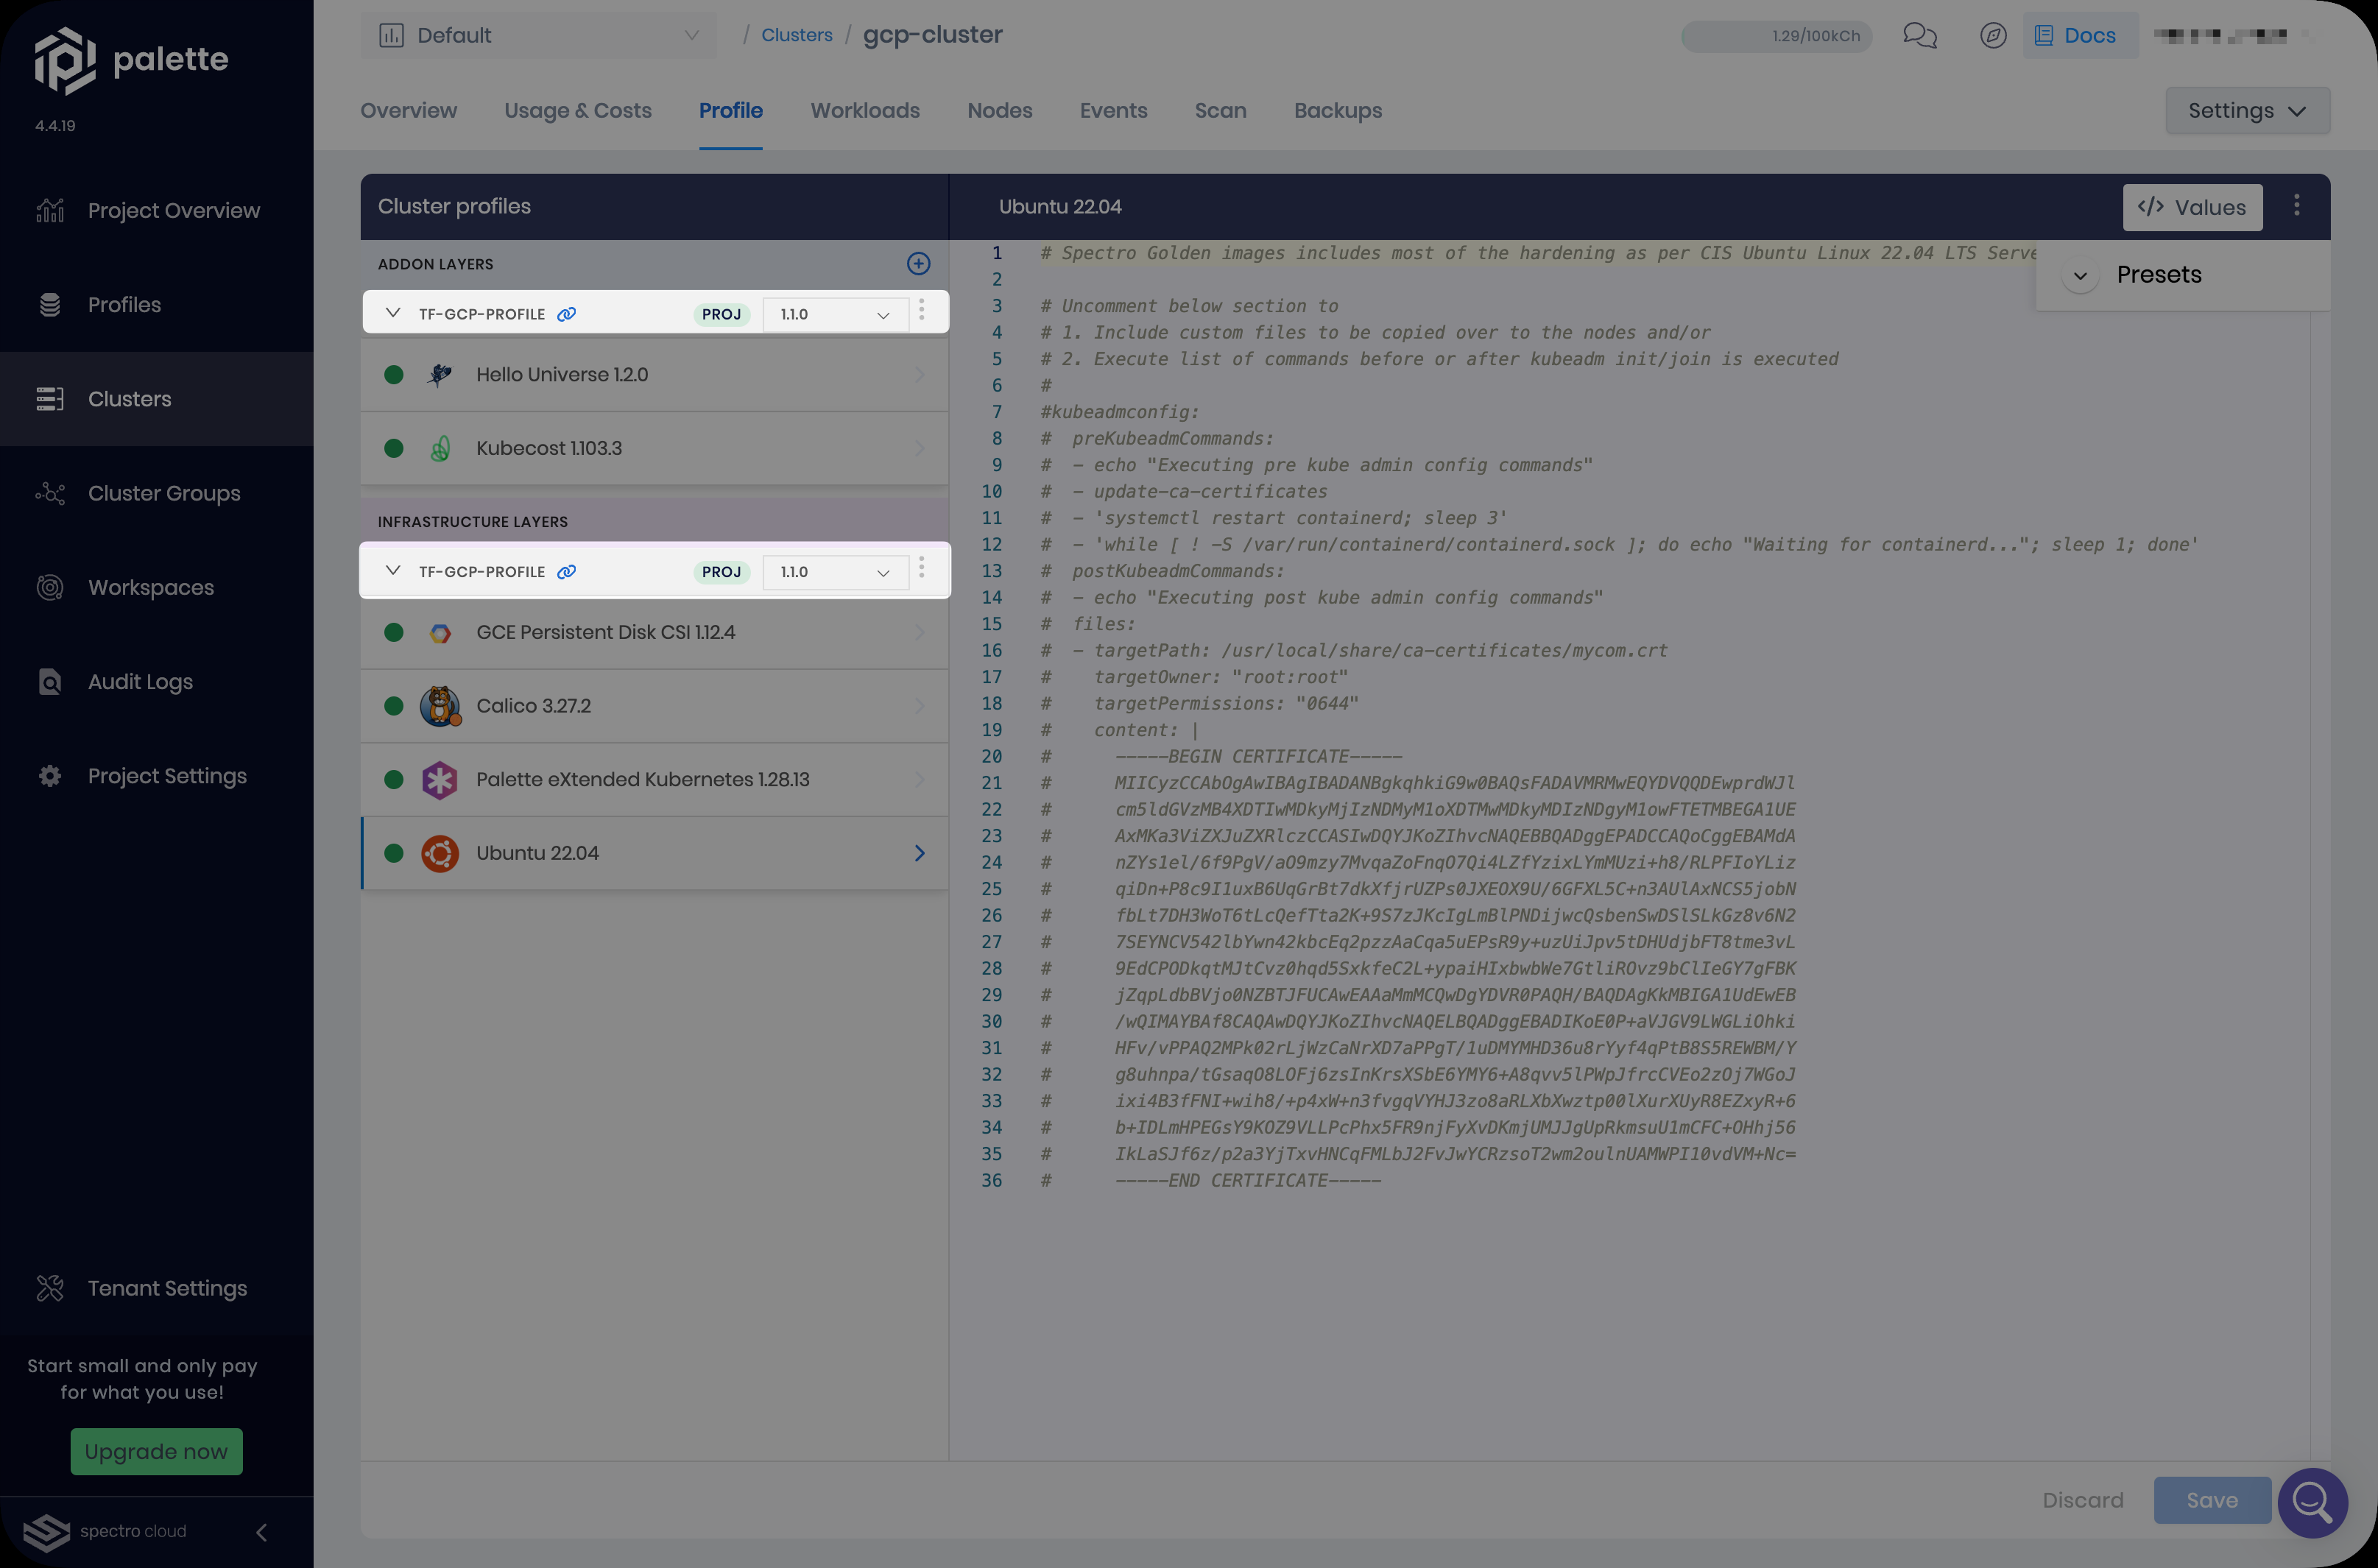 palette
4.4.19
Project Overview
Profiles
Clusters
Cluster Groups
Workspaces
Audit Logs
Project Settings
Tenant Settings
Start small and only pay
for what you use!
Upgrade now
spectro cloud
Default
/ Clusters / gcp-cluster
1.29/100kCh
Docs
Overview
Usage & Costs
Profile
Workloads
Nodes
Events
Scan
Backups
Settings
Cluster profiles
ADDON LAYERS
TF-GCP-PROFILE PROJ 1.1.0
Hello Universe 1.2.0
Kubecost 1.103.3
INFRASTRUCTURE LAYERS
TF-GCP-PROFILE PROJ 1.1.0
GCE Persistent Disk CSI 1.12.4
Calico 3.27.2
Palette eXtended Kubernetes 1.28.13
Ubuntu 22.04
Ubuntu 22.04
</> Values
Presets
1 # Spectro Golden images includes most of the hardening as per CIS Ubuntu Linux 22.04 LTS Serve
2
3 # Uncomment below section to
4 # 1. Include custom files to be copied over to the nodes and/or
5 # 2. Execute list of commands before or after kubeadm init/join is executed
6 #
7 #kubeadmconfig:
8 #  preKubeadmCommands:
9 #  - echo "Executing pre kube admin config commands"
10 #  - update-ca-certificates
11 #  - 'systemctl restart containerd; sleep 3'
12 #  - 'while [ ! -S /var/run/containerd/containerd.sock ]; do echo "Waiting for containerd..."; sleep 1; done'
13 #  postKubeadmCommands:
14 #  - echo "Executing post kube admin config commands"
15 #  files:
16 #  - targetPath: /usr/local/share/ca-certificates/mycom.crt
17 #    targetOwner: "root:root"
18 #    targetPermissions: "0644"
19 #    content: |
20 #      -----BEGIN CERTIFICATE-----
21 #      MIICyzCCAbOgAwIBAgIBADANBgkqhkiG9w0BAQsFADAVMRMwEQYDVQQDEwprdWJl
22 #      cm5ldGVzMB4XDTIwMDkyMjIzNDMyM1oXDTMwMDkyMDIzNDgyM1owFTETMBEGA1UE
23 #      AxMKa3ViZXJuZXRlczCCASIwDQYJKoZIhvcNAQEBBQADggEPADCCAQoCggEBAMdA
24 #      nZYs1el/6f9PgV/aO9mzy7MvqaZoFnqO7Qi4LZfYzixLYmMUzi+h8/RLPFIoYLiz
25 #      qiDn+P8c9I1uxB6UqGrBt7dkXfjrUZPs0JXEOX9U/6GFXL5C+n3AUlAxNCS5jobN
26 #      fbLt7DH3WoT6tLcQefTta2K+9S7zJKcIgLmBlPNDijwcQsbenSwDSlSLkGz8v6N2
27 #      7SEYNCV542lbYwn42kbcEq2pzzAaCqa5uEPsR9y+uzUiJpv5tDHUdjbFT8tme3vL
28 #      9EdCPODkqtMJtCvz0hqd5SxkfeC2L+ypaiHIxbwbWe7GtliROvz9bClIeGY7gFBK
29 #      jZqpLdbBVjo0NZBTJFUCAwEAAaMmMCQwDgYDVR0PAQH/BAQDAgKkMBIGA1UdEwEB
30 #      /wQIMAYBAf8CAQAwDQYJKoZIhvcNAQELBQADggEBADIKoE0P+aVJGV9LWGLiOhki
31 #      HFv/vPPAQ2MPk02rLjWzCaNrXD7aPPgT/1uDMYMHD36u8rYyf4qPtB8S5REWBM/Y
32 #      g8uhnpa/tGsaqO8LOFj6zsInKrsXSbE6YMY6+A8qvv5lPWpJfrcCVEo2zOj7WGoJ
33 #      ixi4B3fFNI+wih8/+p4xW+n3fvgqVYHJ3zo8aRLXbXwztp00lXurXUyR8EZxyR+6
34 #      b+IDLmHPEGsY9KOZ9VLLPcPhx5FR9njFyXvDKmjUMJJgUpRkmsuU1mCFC+OHhj56
35 #      IkLaSJf6z/p2a3YjTxvHNCqFMLbJ2FvJwYCRzsoT2wm2oulnUAMWPI10vdVM+Nc=
36 #      -----END CERTIFICATE-----
Discard
Save